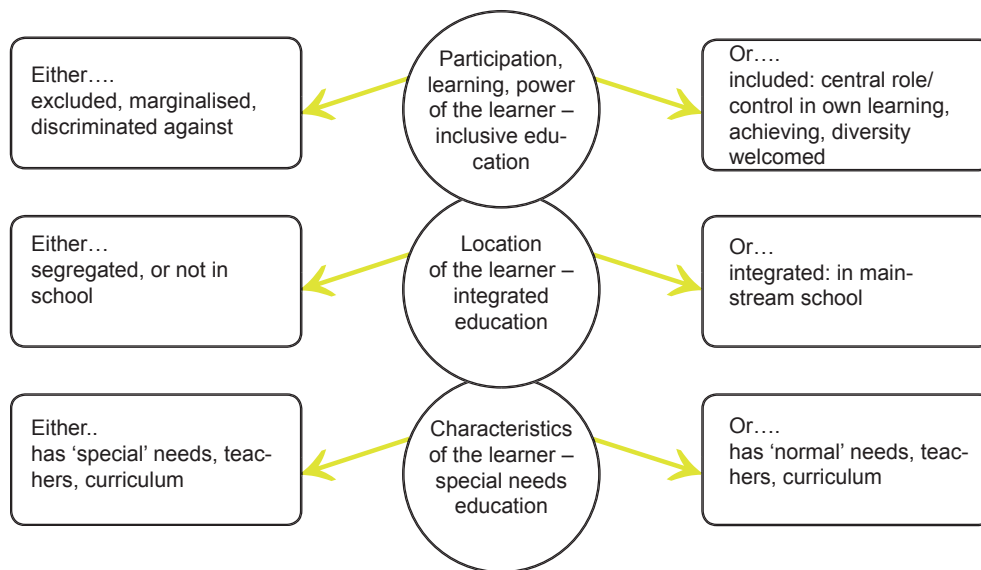 Either….
excluded, marginalised,
discriminated against
Participation,
learning, power
of the learner –
inclusive edu-
cation
Or….
included: central role/
control in own learning,
achieving, diversity
welcomed
Either…
segregated, or not in
school
Location
of the learner –
integrated
education
Or…
integrated: in main-
stream school
Either..
has ‘special’ needs, teac-
hers, curriculum
Characteristics
of the learner –
special needs
education
Or….
has ‘normal’ needs, teac-
hers, curriculum